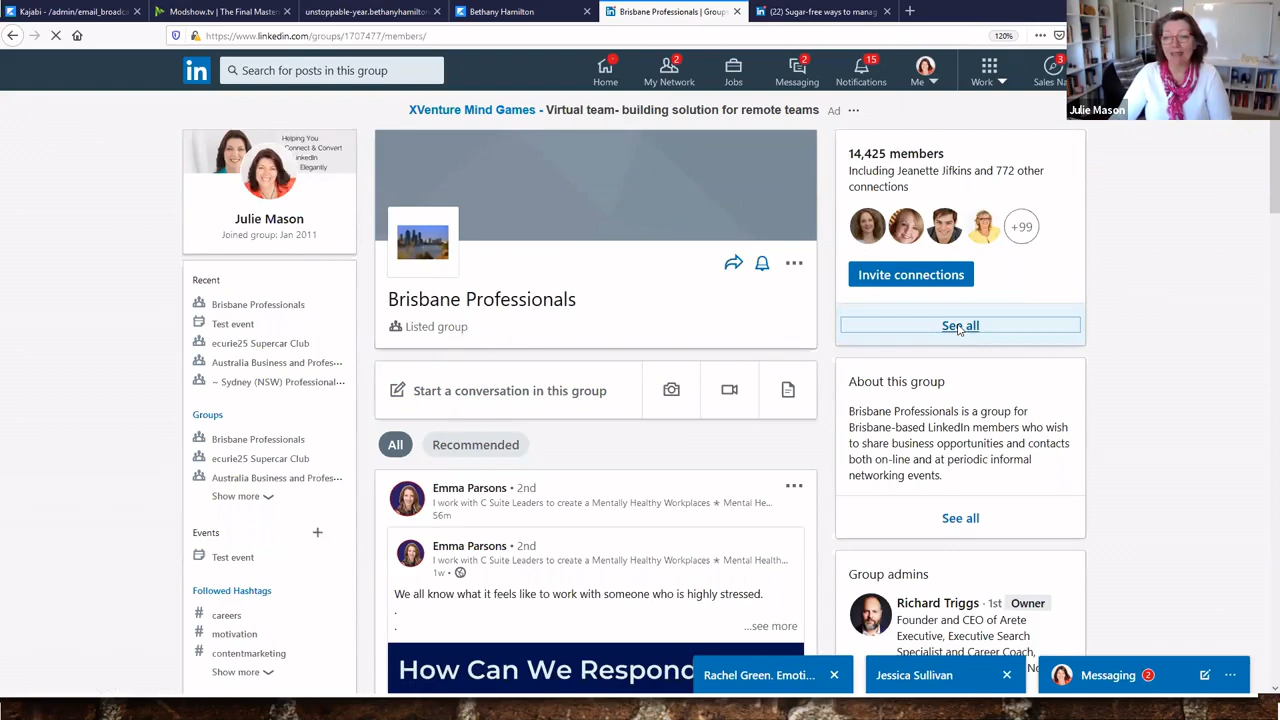 Kajabi - /admin/email_broadca
Modshow.tv | The Final Master
unstoppable-year.bethanyhamilton
Bethany Hamilton
Brisbane Professionals | Group
(22) Sugar-free ways to manag
https://www.linkedin.com/groups/1707477/members/
120%
Julie Mason
in
Search for posts in this group
Home
2
My Network
Jobs
2
Messaging
15
Notifications
Me
Work
3
Sales Na
XVenture Mind Games - Virtual team- building solution for remote teams
Ad
Helping You
Connect & Convert
inkedIn
Elegantly
Julie Mason
Joined group: Jan 2011
Recent
Brisbane Professionals
Test event
ecurie25 Supercar Club
Australia Business and Profes...
~ Sydney (NSW) Professional...
Groups
Brisbane Professionals
ecurie25 Supercar Club
Australia Business and Profes...
Show more
Events
Test event
Followed Hashtags
# careers
# motivation
# contentmarketing
Show more
Brisbane Professionals
Listed group
Start a conversation in this group
All
Recommended
Emma Parsons • 2nd
I work with C Suite Leaders to create a Mentally Healthy Workplaces ★ Mental He...
56m
Emma Parsons • 2nd
I work with C Suite Leaders to create a Mentally Healthy Workplaces ★ Mental Health...
1w •
We all know what it feels like to work with someone who is highly stressed.
.
.
...see more
How Can We Respond
14,425 members
Including Jeanette Jifkins and 772 other
connections
+99
Invite connections
See all
About this group
Brisbane Professionals is a group for
Brisbane-based LinkedIn members who wish
to share business opportunities and contacts
both on-line and at periodic informal
networking events.
See all
Group admins
Richard Triggs · 1st Owner
Founder and CEO of Arete
Executive, Executive Search
Specialist and Career Coach,
Rachel Green. Emoti...
Jessica Sullivan
Messaging 2